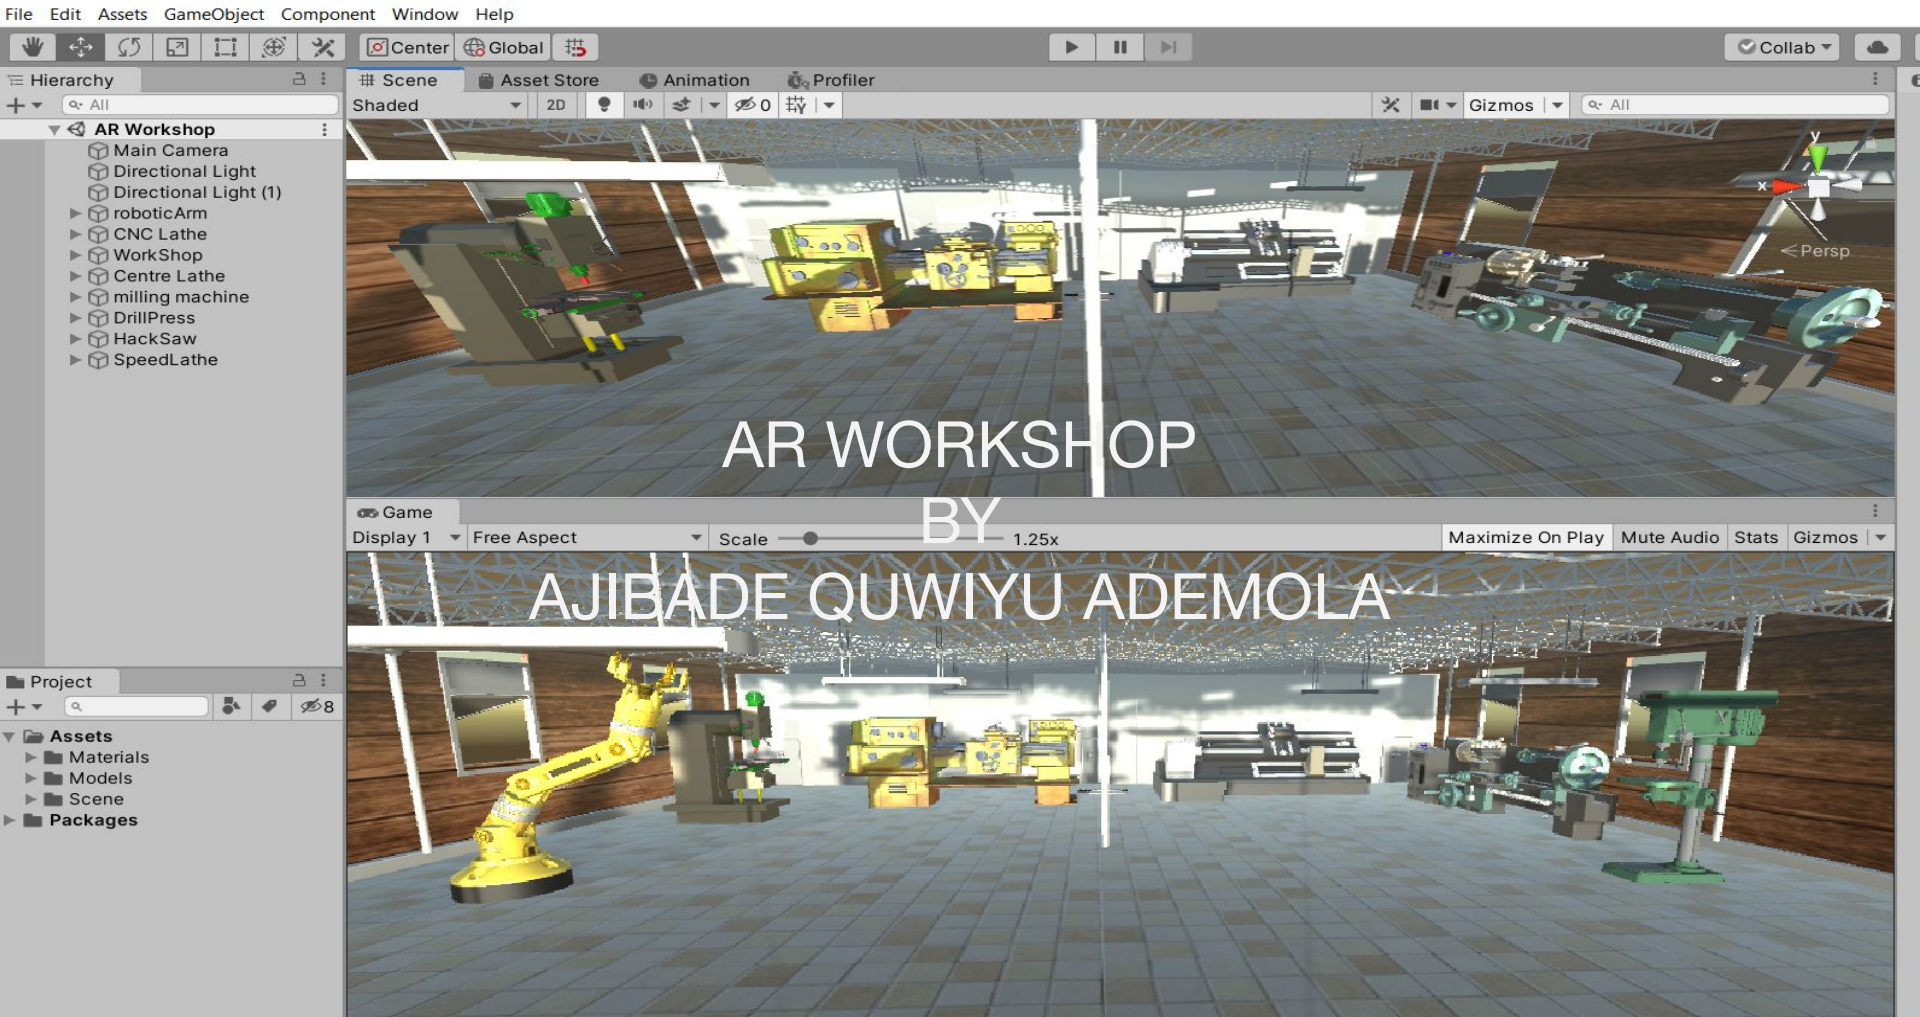 File Edit Assets GameObject Component Window Help
Center Global Collab
Hierarchy
All
AR Workshop
Main Camera
Directional Light
Directional Light (1)
roboticArm
CNC Lathe
WorkShop
Centre Lathe
milling machine
DrillPress
HackSaw
SpeedLathe
Scene Asset Store Animation Profiler
Shaded 2D 0 Gizmos All
y
x
Persp
AR WORKSHOP
BY
AJIBADE QUWIYU ADEMOLA
Game
Display 1 Free Aspect Scale 1.25x Maximize On Play Mute Audio Stats Gizmos
Project
8
Assets
Materials
Models
Scene
Packages